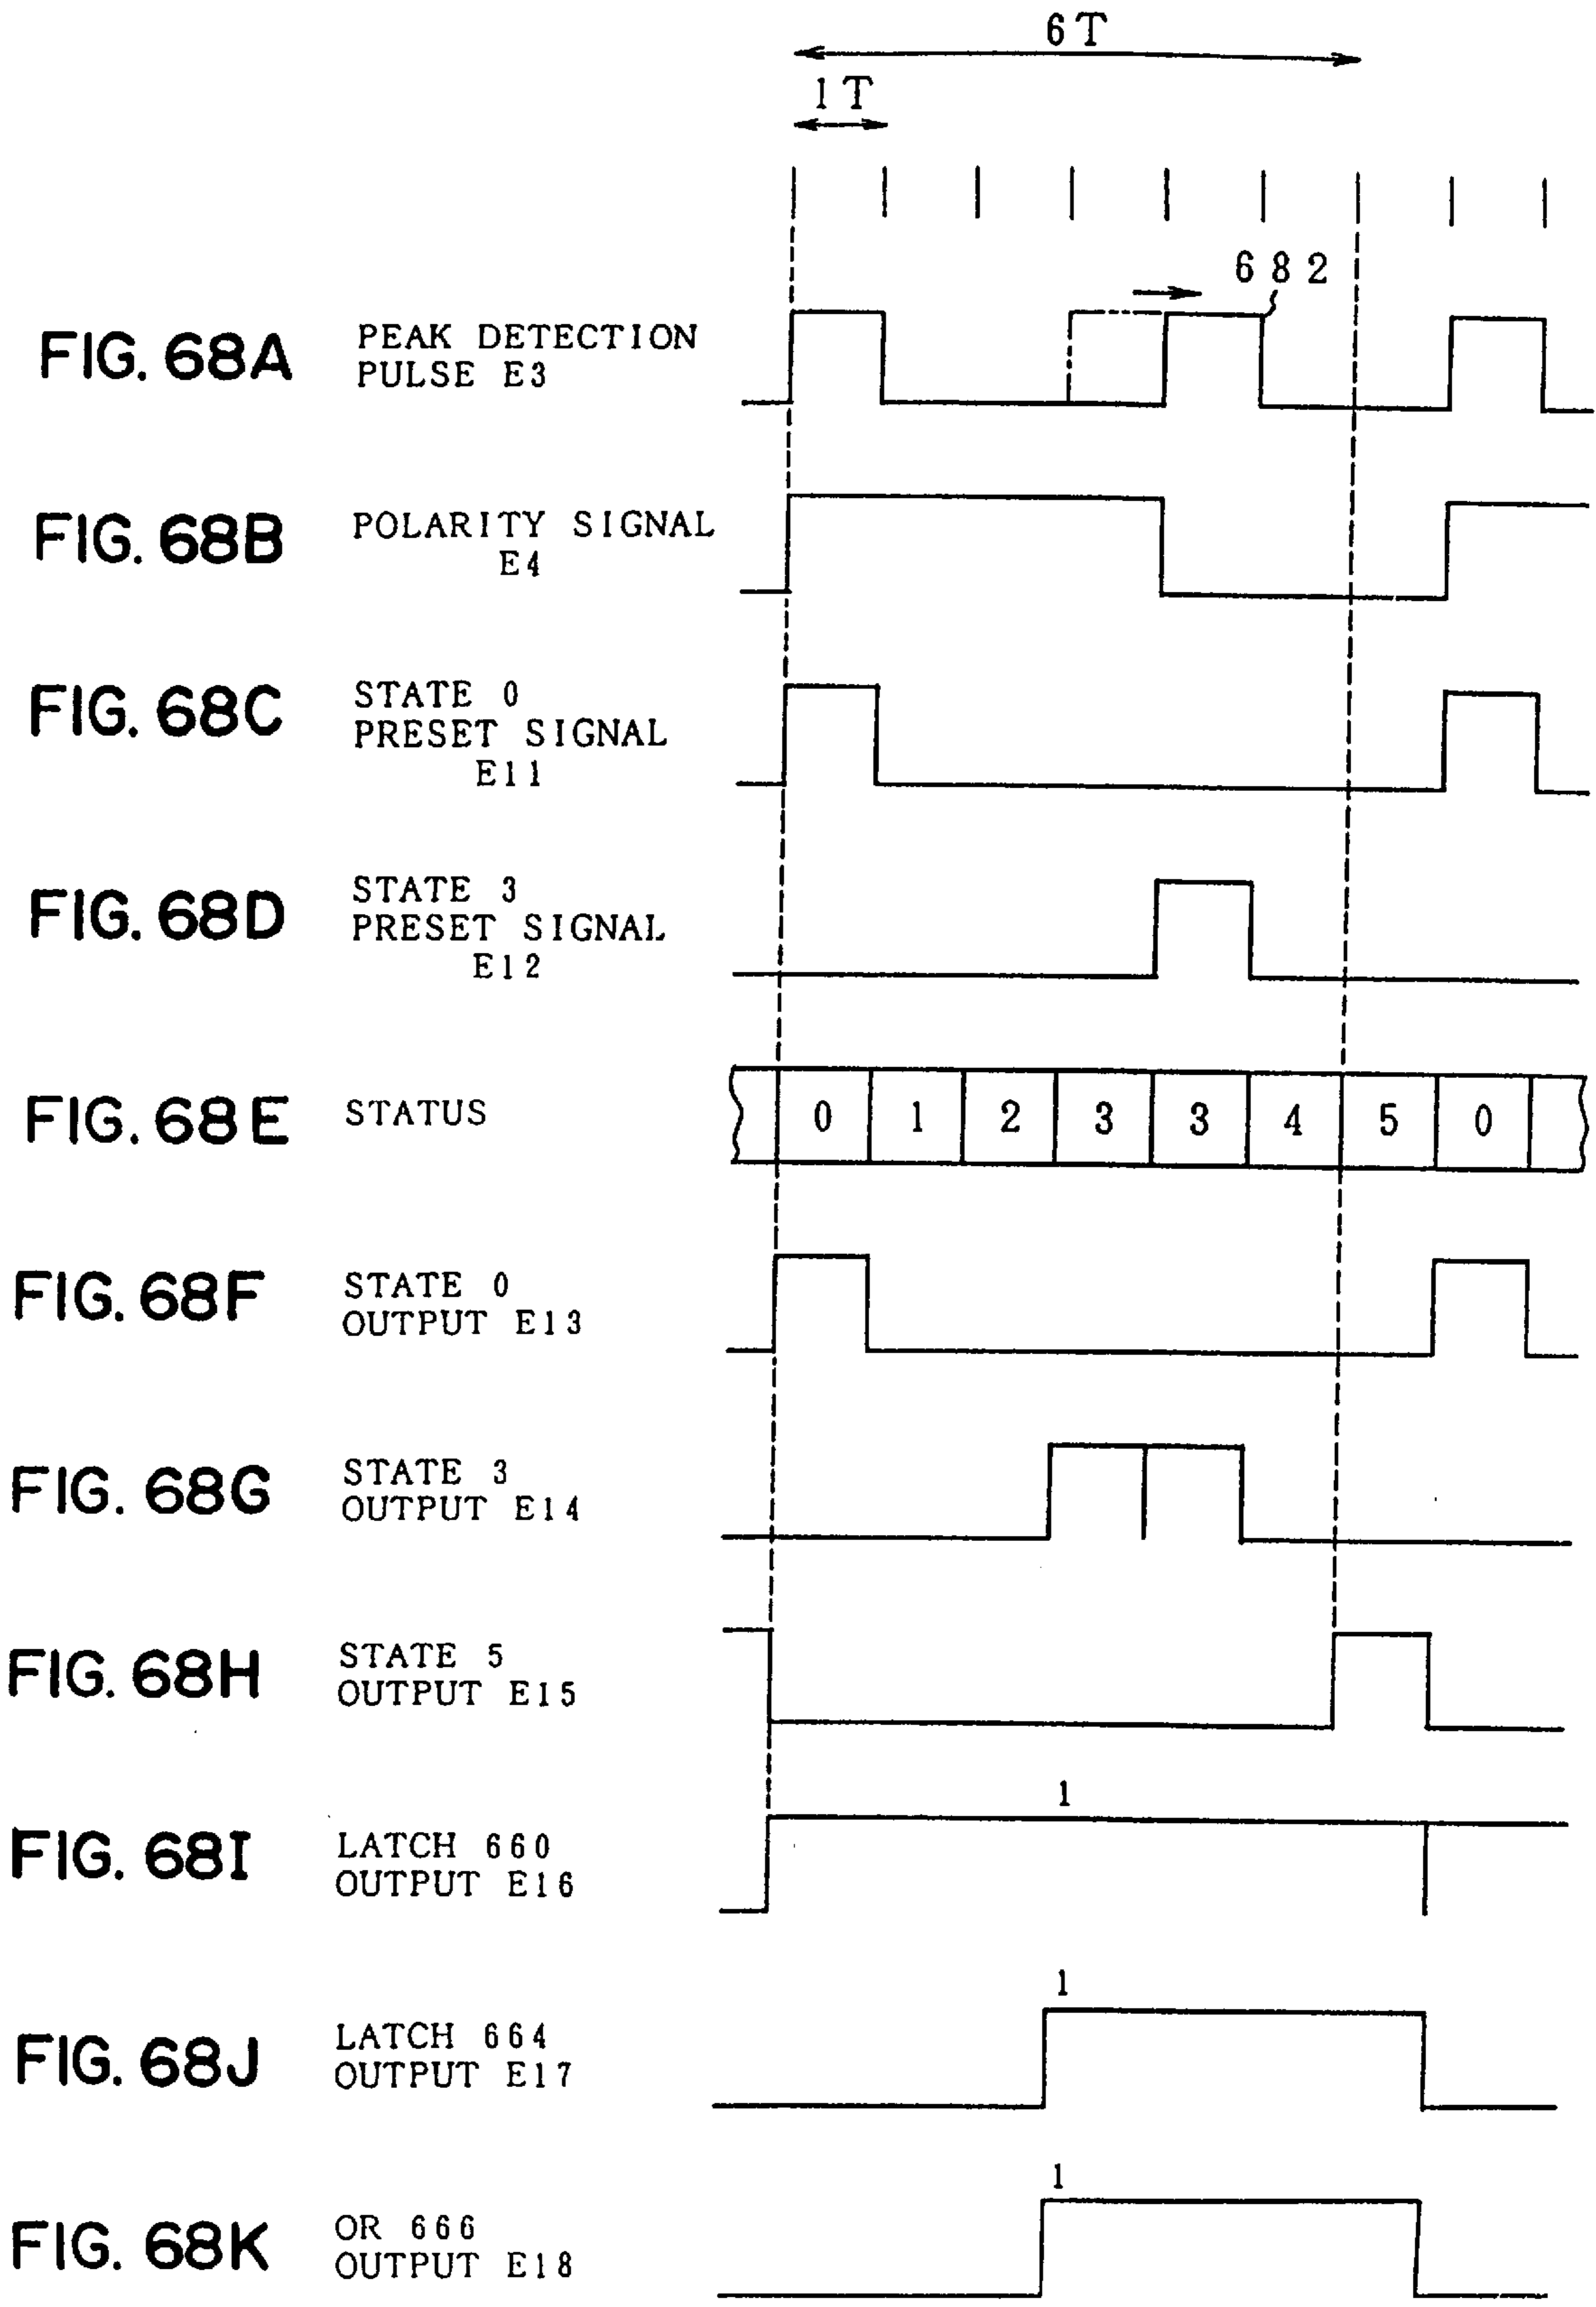 6T
1T
682
FIG. 68A PEAK DETECTION
PULSE E3
FIG. 68B POLARITY SIGNAL
E4
FIG. 68C STATE 0
PRESET SIGNAL
E11
FIG. 68D STATE 3
PRESET SIGNAL
E12
FIG. 68E STATUS 0 1 2 3 3 4 5 0
FIG. 68F STATE 0
OUTPUT E13
FIG. 68G STATE 3
OUTPUT E14
FIG. 68H STATE 5
OUTPUT E15
1
FIG. 68I LATCH 660
OUTPUT E16
1
FIG. 68J LATCH 664
OUTPUT E17
1
FIG. 68K OR 666
OUTPUT E18